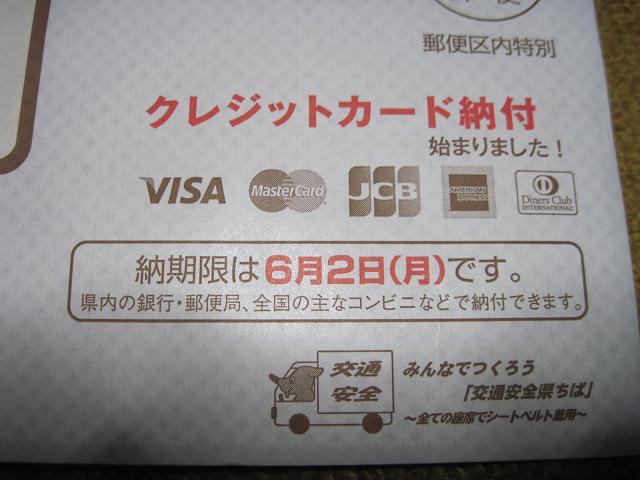 郵便区内特別
クレジットカード納付
始まりました!
VISA MasterCard JCB AMERICAN EXPRESS Diners Club INTERNATIONAL
納期限は6月2日(月)です。
県内の銀行・郵便局、全国の主なコンビニなどで納付できます。
交通安全
みんなでつくろう
「交通安全県ちば」
〜全ての座席でシートベルト着用〜